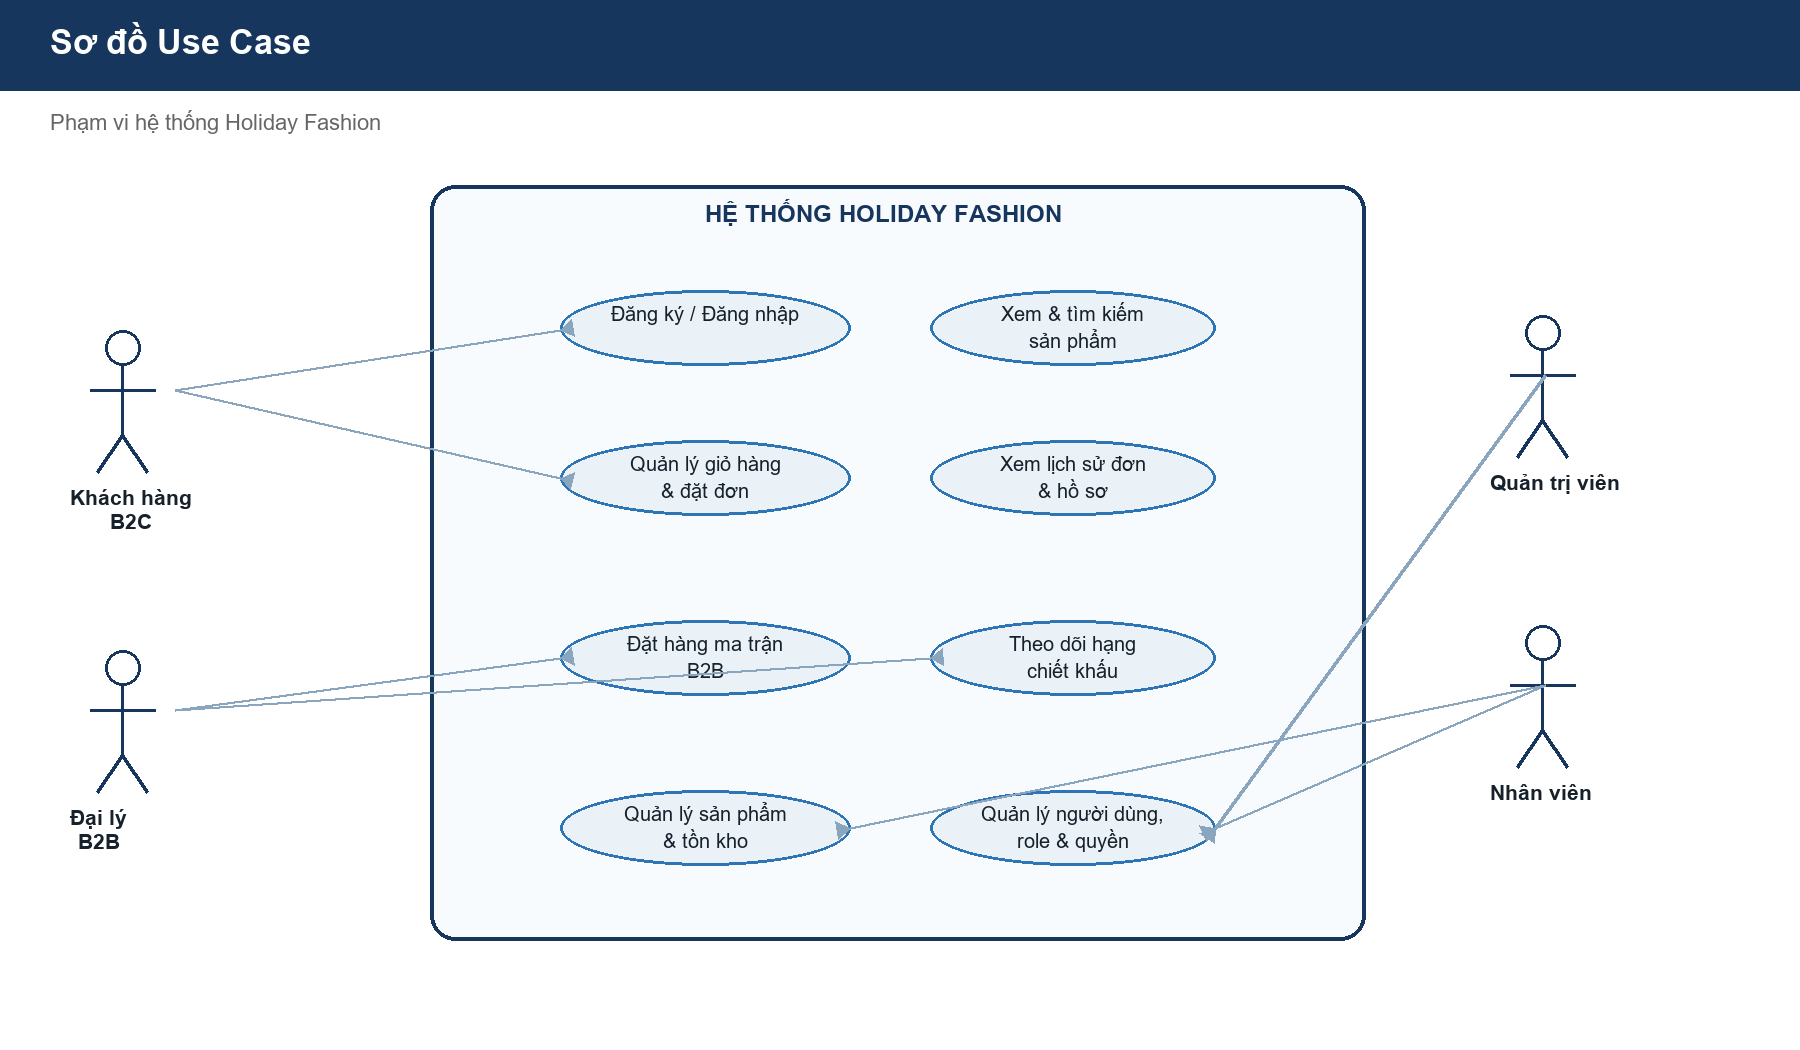 Sơ đồ Use Case
Phạm vi hệ thống Holiday Fashion
HỆ THỐNG HOLIDAY FASHION
Đăng ký / Đăng nhập
Xem & tìm kiếm
sản phẩm
Quản lý giỏ hàng
& đặt đơn
Xem lịch sử đơn
& hồ sơ
Khách hàng
B2C
Quản trị viên
Đặt hàng ma trận
B2B
Theo dõi hạng
chiết khấu
Đại lý
B2B
Nhân viên
Quản lý sản phẩm
& tồn kho
Quản lý người dùng,
role & quyền